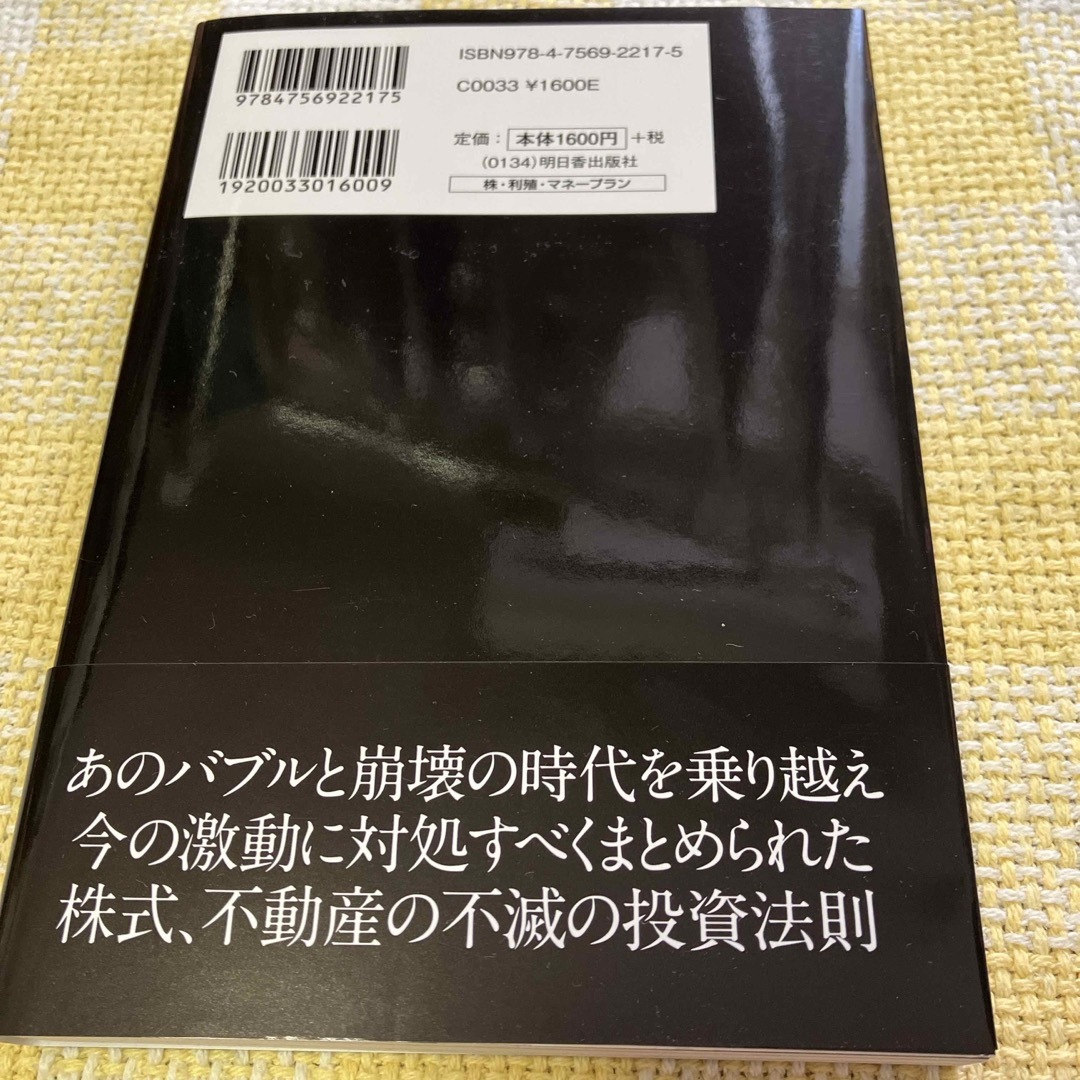 ISBN978-4-7569-2217-5
9784756922175
C0033 ¥1600E
定価: 本体1600円 +税
(0134)明日香出版社
1920033016009
株・利殖・マネープラン
あのバブルと崩壊の時代を乗り越え
今の激動に対処すべくまとめられた
株式、不動産の不滅の投資法則